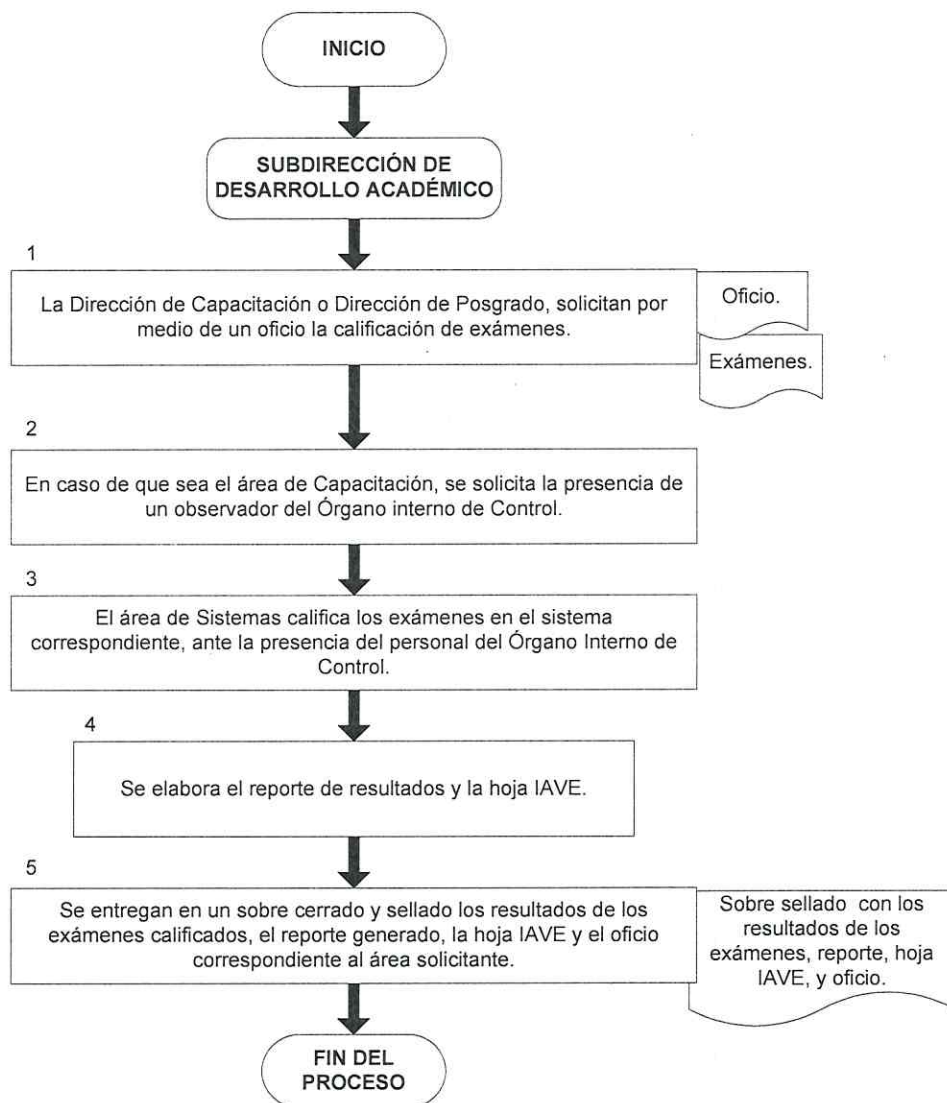 INICIO
SUBDIRECCIÓN DE
DESARROLLO ACADÉMICO
1
La Dirección de Capacitación o Dirección de Posgrado, solicitan por
medio de un oficio la calificación de exámenes.
Oficio.
Exámenes.
2
En caso de que sea el área de Capacitación, se solicita la presencia de
un observador del Órgano interno de Control.
3
El área de Sistemas califica los exámenes en el sistema
correspondiente, ante la presencia del personal del Órgano Interno de
Control.
4
Se elabora el reporte de resultados y la hoja IAVE.
5
Se entregan en un sobre cerrado y sellado los resultados de los
exámenes calificados, el reporte generado, la hoja IAVE y el oficio
correspondiente al área solicitante.
Sobre sellado con los
resultados de los
exámenes, reporte, hoja
IAVE, y oficio.
FIN DEL
PROCESO